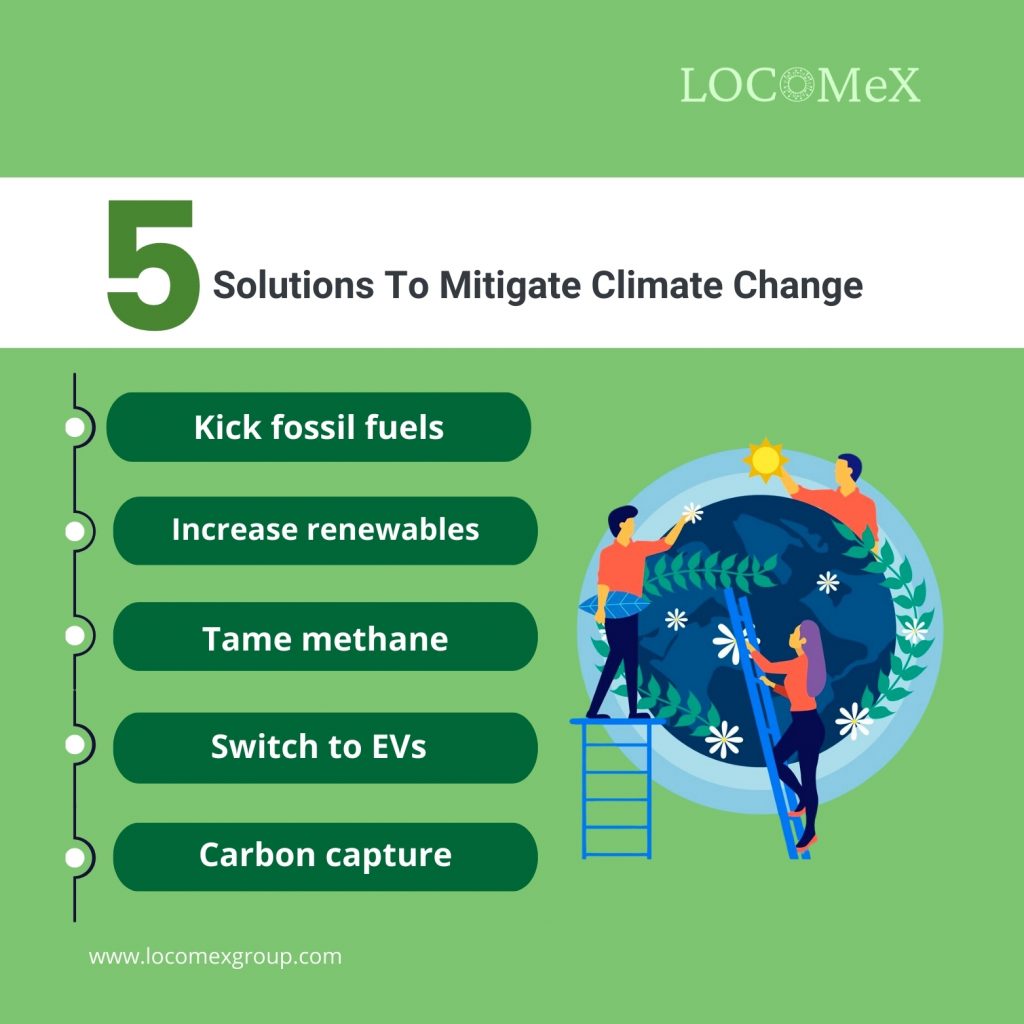 LOCOMeX
5
Solutions To Mitigate Climate Change
Kick fossil fuels
Increase renewables
Tame methane
Switch to EVs
Carbon capture
www.locomexgroup.com